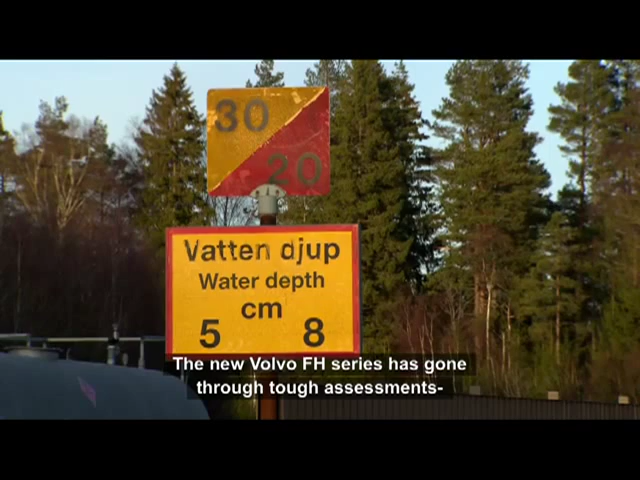 30
20
Vatten djup
Water depth
cm
5 8
The new Volvo FH series has gone
through tough assessments-